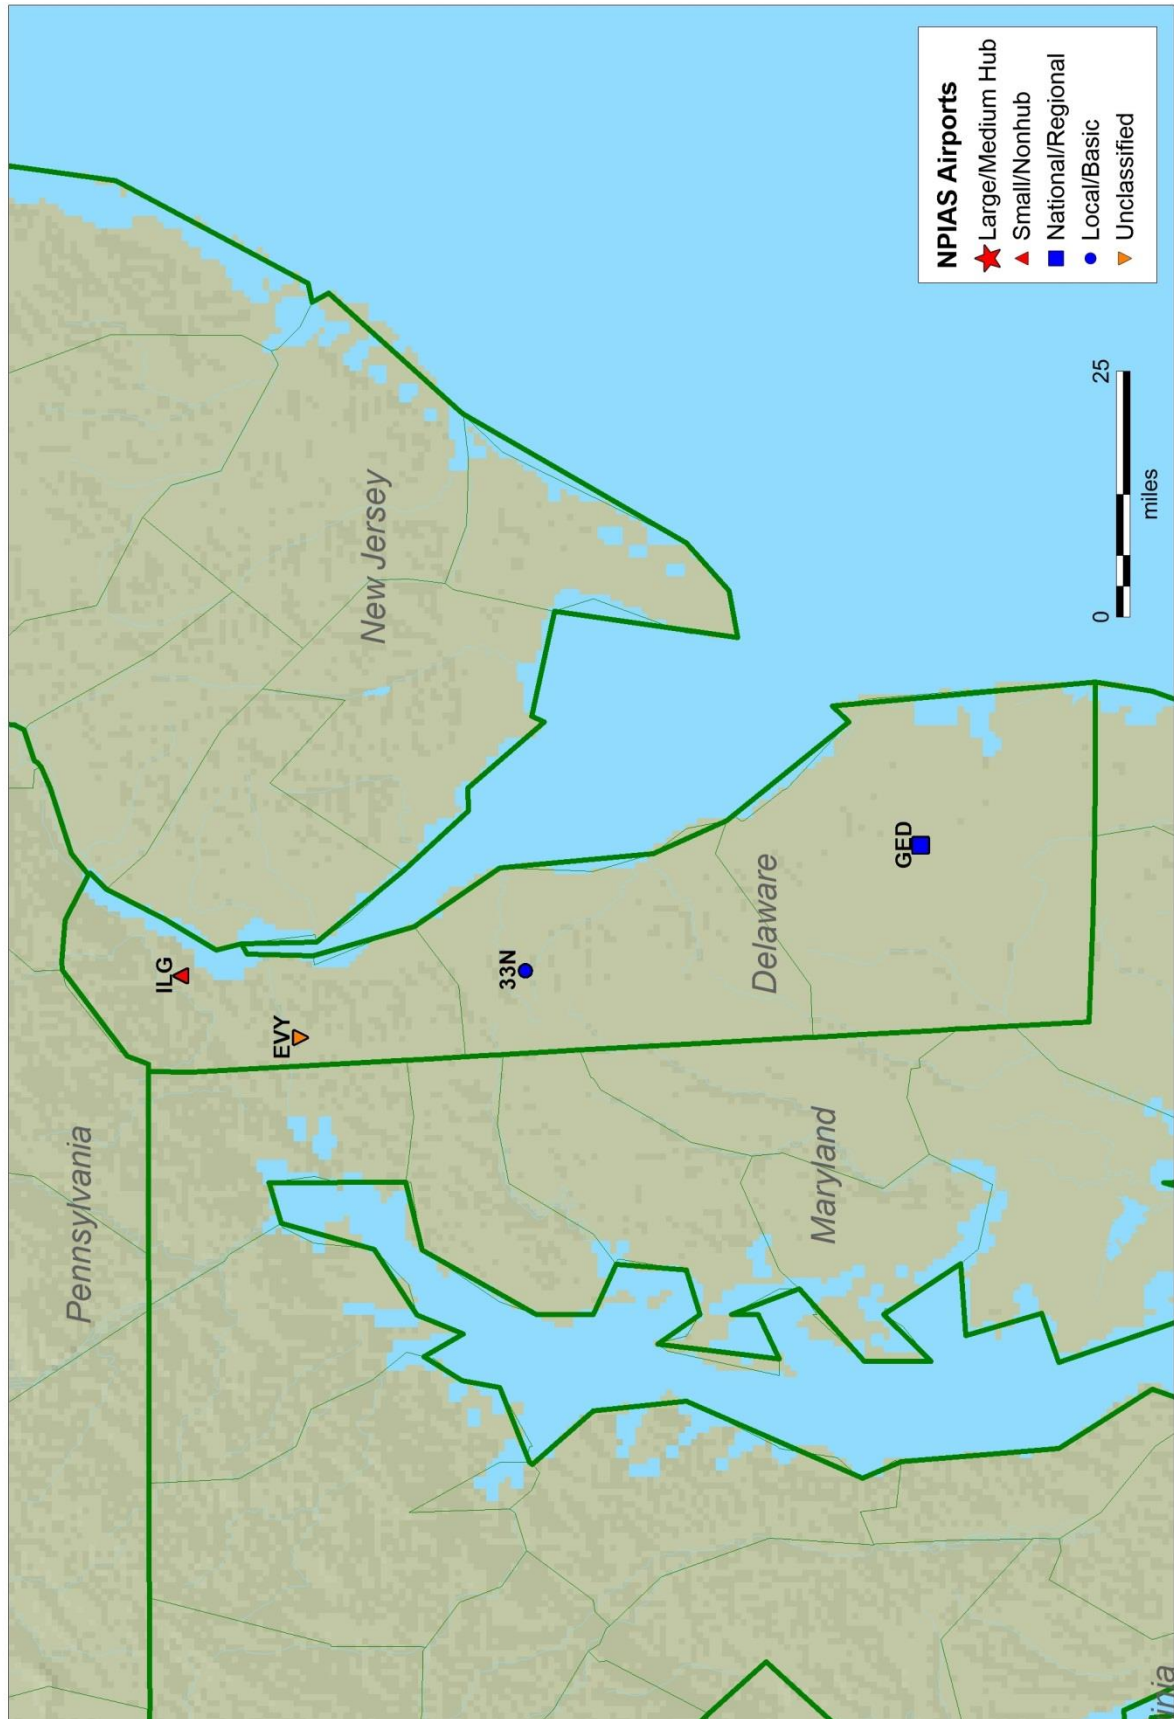 Pennsylvania
ILG
EVY
New Jersey
33N
Delaware
Maryland
GED
NPIAS Airports
Large/Medium Hub
Small/Nonhub
National/Regional
Local/Basic
Unclassified
0 25
miles
inia